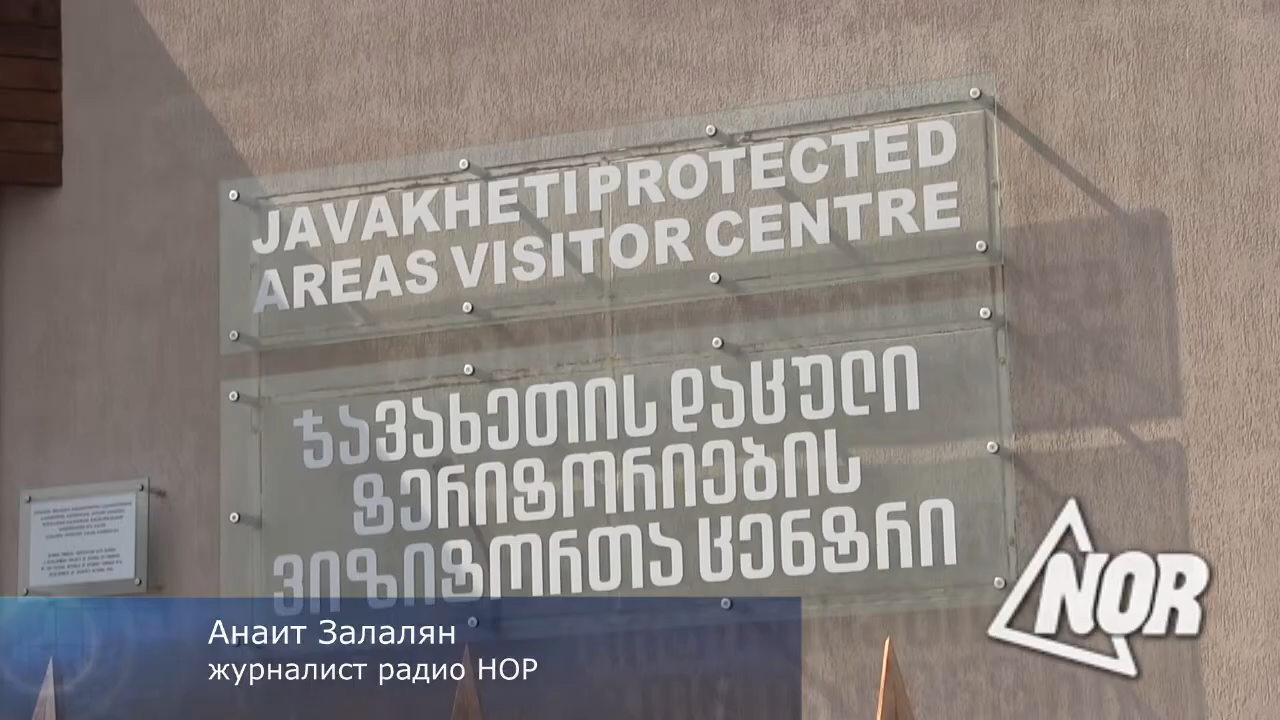 JAVAKHETI PROTECTED
AREAS VISITOR CENTRE
ჯავახეთის დაცული
ტერიტორიების
ვიზიტორთა ცენტრი
NOR
Анаит Залалян
журналист радио НОР